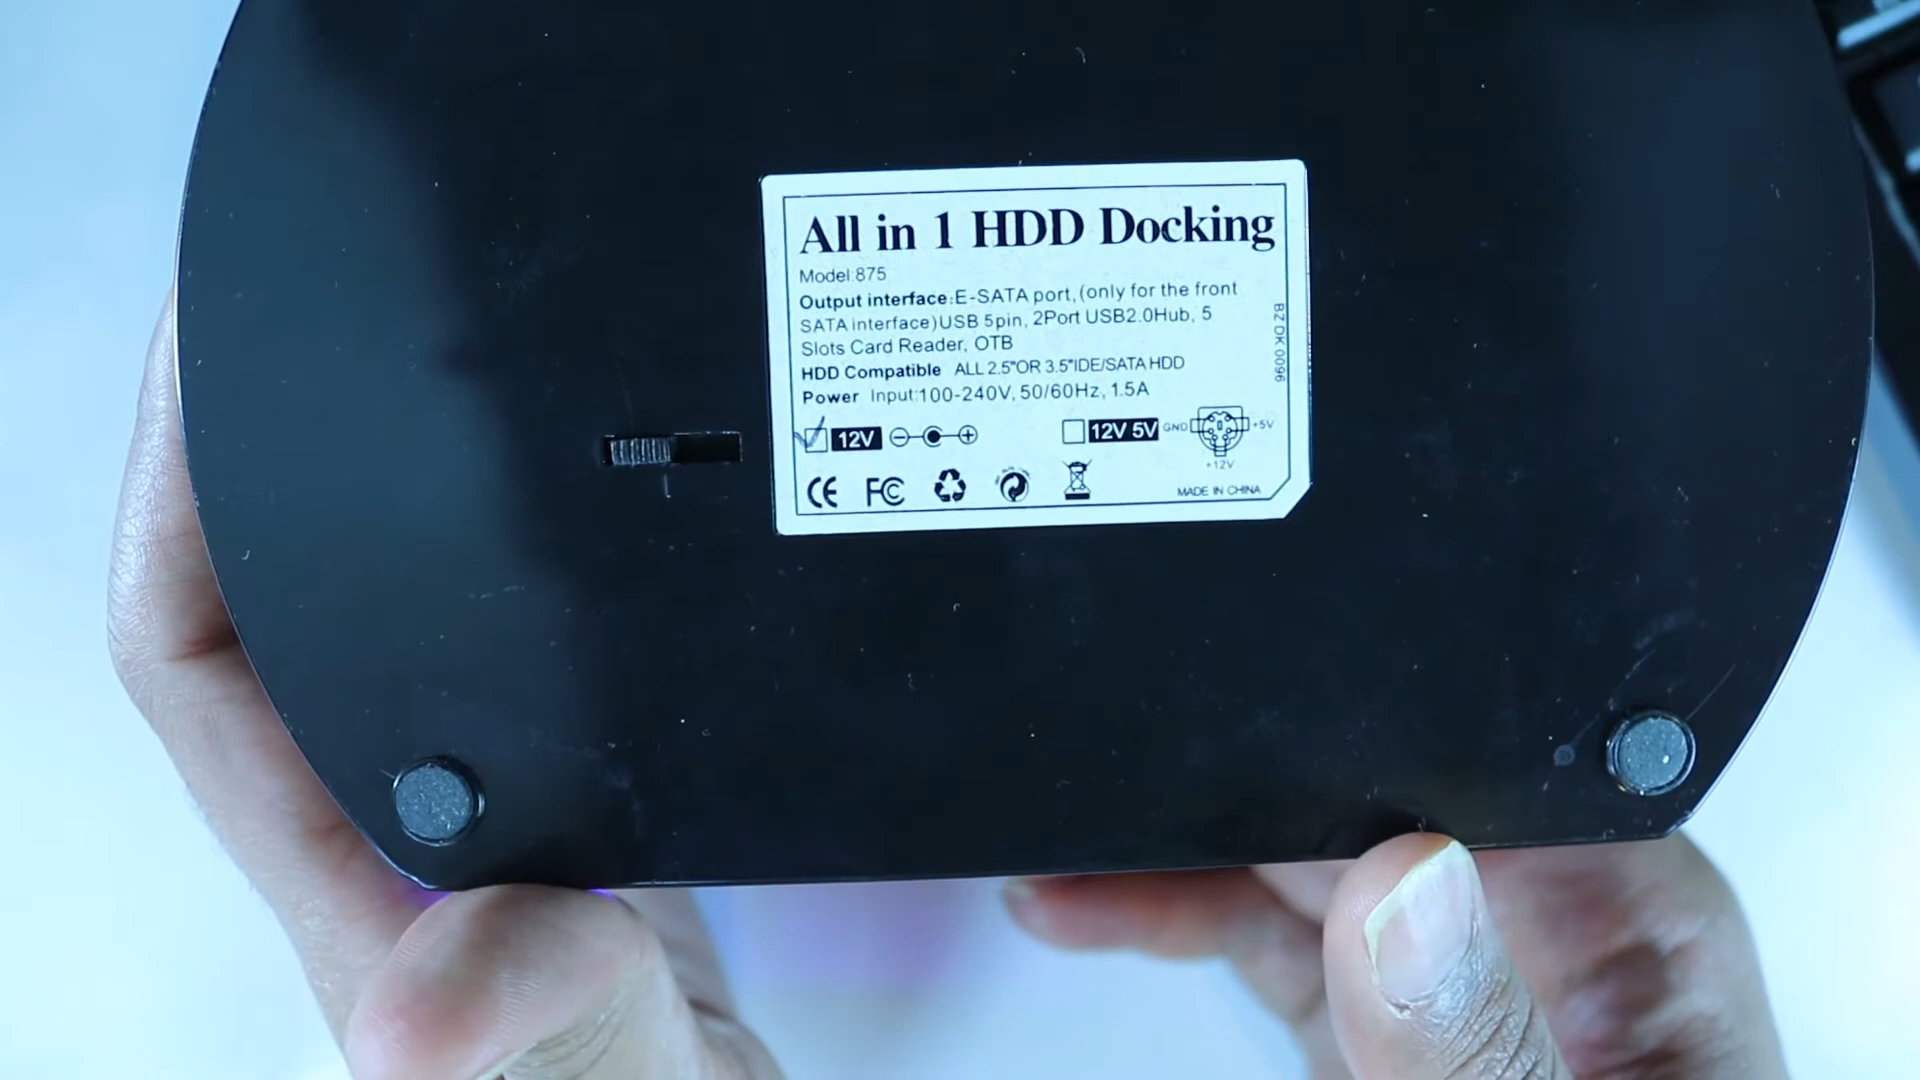 All in 1 HDD Docking
Model:875
Output interface:E-SATA port,(only for the front
SATA interface)USB 5pin, 2Port USB2.0Hub, 5
Slots Card Reader, OTB
HDD Compatible ALL 2.5"OR 3.5"IDE/SATA HDD
Power Input:100-240V, 50/60Hz, 1.5A
12V 12V 5V GND +5V
+12V
CE FC MADE IN CHINA
BZ DK 0096